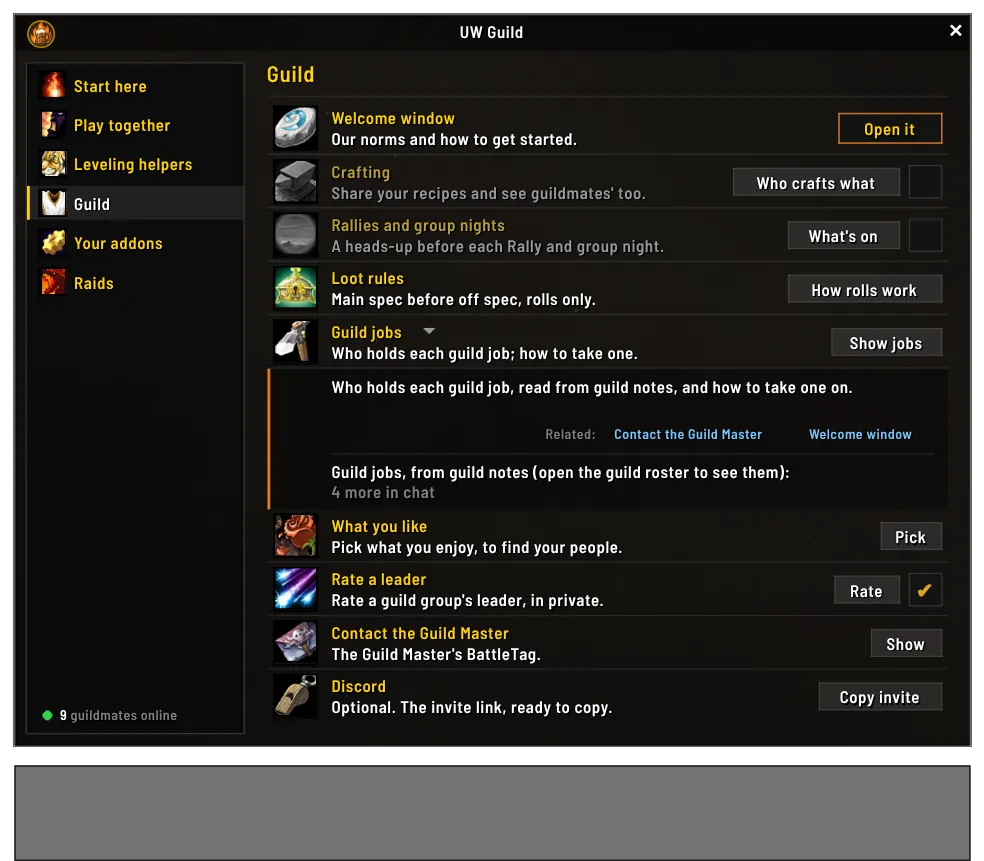 UW Guild
Start here
Play together
Leveling helpers
Guild
Your addons
Raids
9 guildmates online
Guild
Welcome window
Our norms and how to get started.
Open it
Crafting
Share your recipes and see guildmates' too.
Who crafts what
Rallies and group nights
A heads-up before each Rally and group night.
What's on
Loot rules
Main spec before off spec, rolls only.
How rolls work
Guild jobs
Who holds each guild job; how to take one.
Show jobs
Who holds each guild job, read from guild notes, and how to take one on.
Related: Contact the Guild Master Welcome window
Guild jobs, from guild notes (open the guild roster to see them):
4 more in chat
What you like
Pick what you enjoy, to find your people.
Pick
Rate a leader
Rate a guild group's leader, in private.
Rate
Contact the Guild Master
The Guild Master's BattleTag.
Show
Discord
Optional. The invite link, ready to copy.
Copy invite